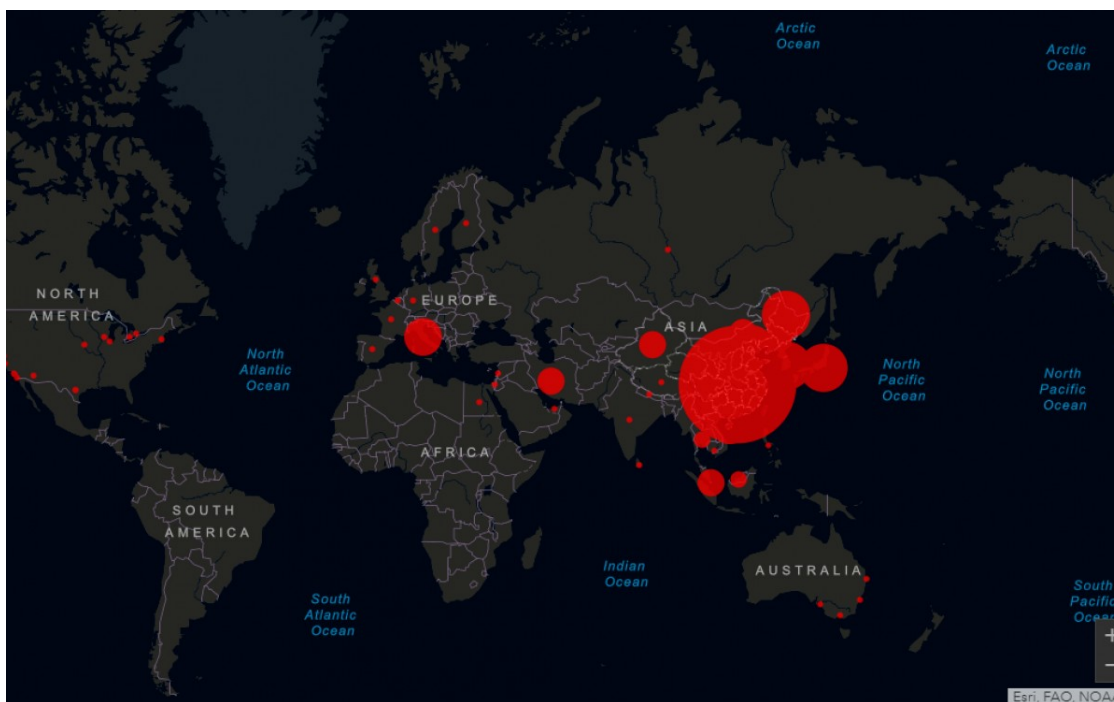 Arctic
Ocean
Arctic
Ocean
NORTH
AMERICA
EUROPE
ASIA
North
Atlantic
Ocean
North
Pacific
Ocean
North
Pacific
Ocean
AFRICA
SOUTH
AMERICA
Indian
Ocean
AUSTRALIA
South
Atlantic
Ocean
South
Pacific
Ocean
+
−
Esri, FAO, NOAA